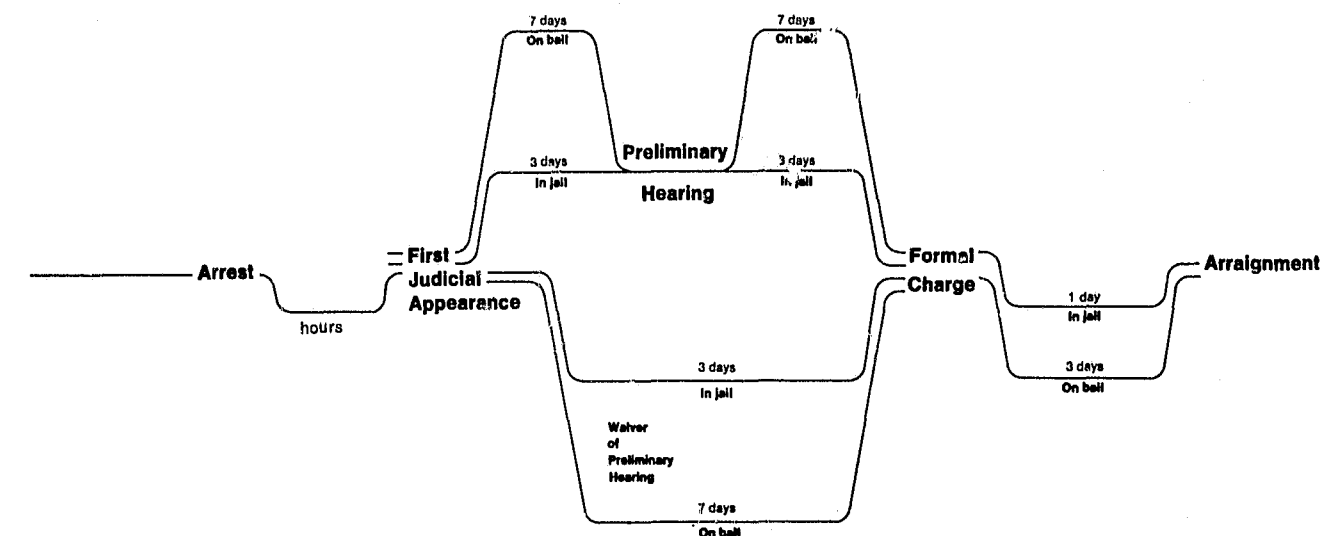 7 days
On bail
7 days
On bail
3 days
In jail
Preliminary
Hearing
3 days
In jail
Arrest
hours
First
Judicial
Appearance
Formal
Charge
Arraignment
1 day
In jail
3 days
On bail
3 days
In jail
Waiver
of
Preliminary
Hearing
7 days
On bail